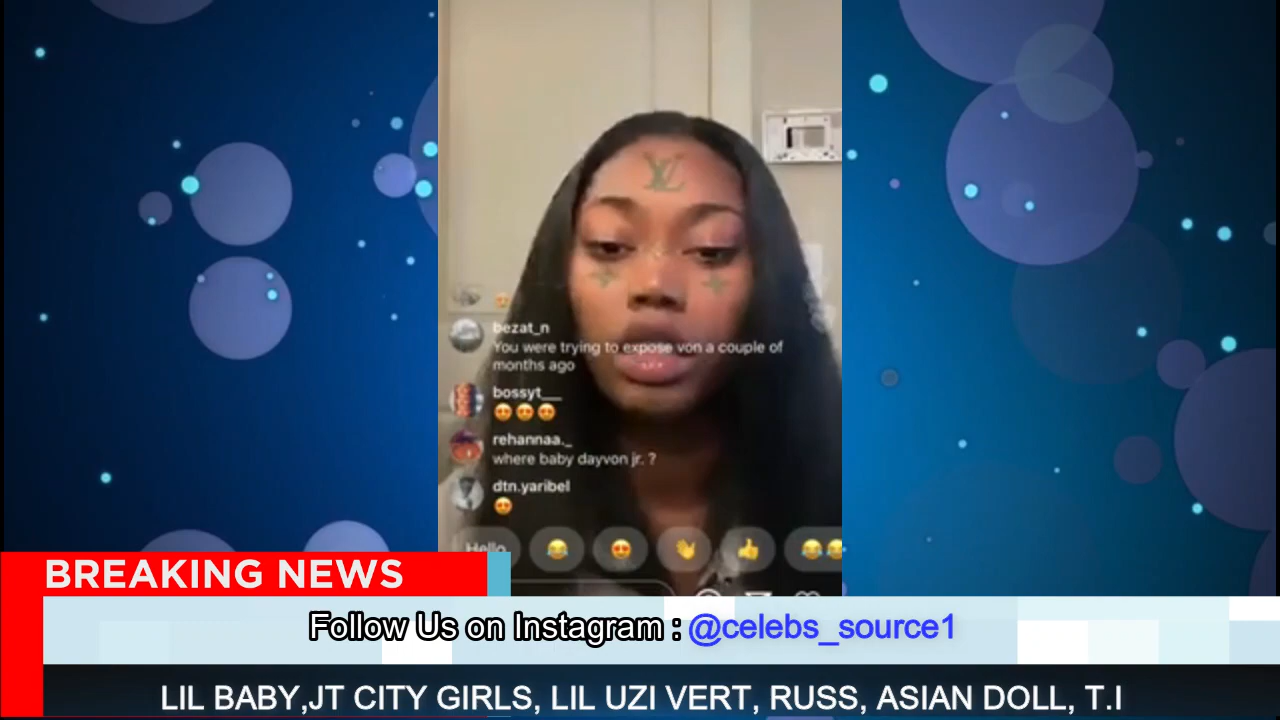 LV
bezat_n
You were trying to expose von a couple of
months ago
bossyt___
rehannaa._
where baby dayvon jr. ?
dtn.yaribel
Hello
BREAKING NEWS
Follow Us on Instagram : @celebs_source1
LIL BABY,JT CITY GIRLS, LIL UZI VERT, RUSS, ASIAN DOLL, T.I